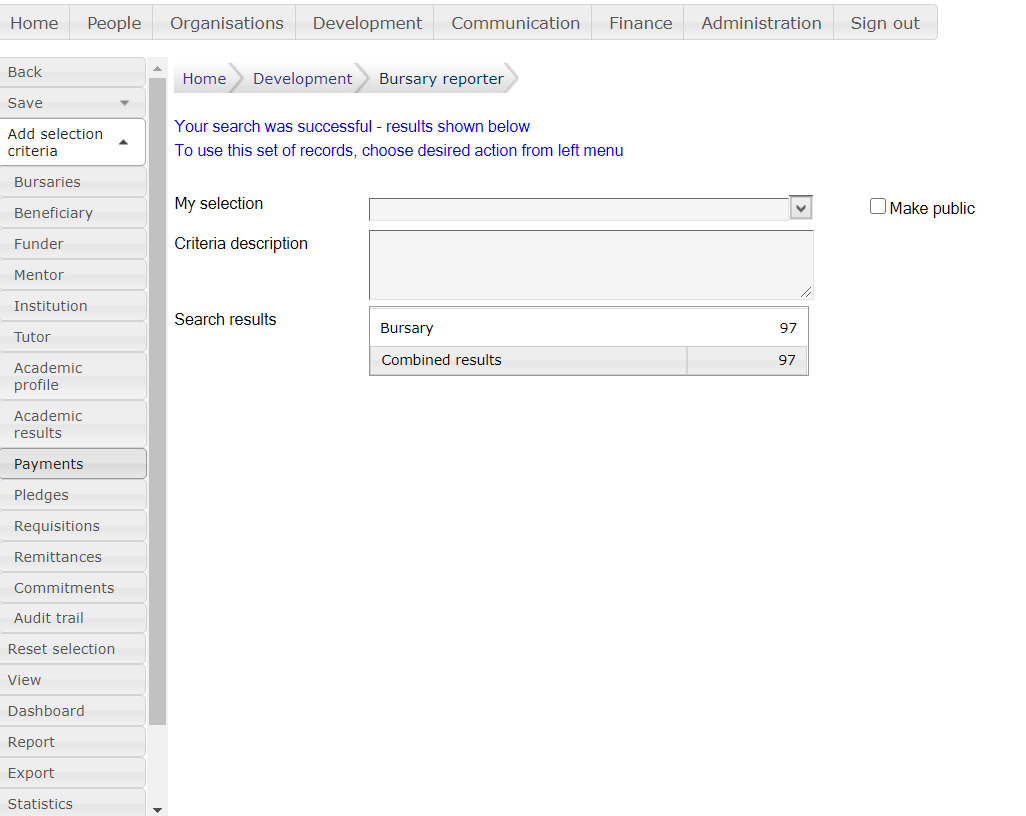 Home People Organisations Development Communication Finance Administration Sign out
Back
Save
Add selection
criteria
Bursaries
Beneficiary
Funder
Mentor
Institution
Tutor
Academic
profile
Academic
results
Payments
Pledges
Requisitions
Remittances
Commitments
Audit trail
Reset selection
View
Dashboard
Report
Export
Statistics
Home Development Bursary reporter
Your search was successful - results shown below
To use this set of records, choose desired action from left menu
My selection Make public
Criteria description
Search results
Bursary 97
Combined results 97